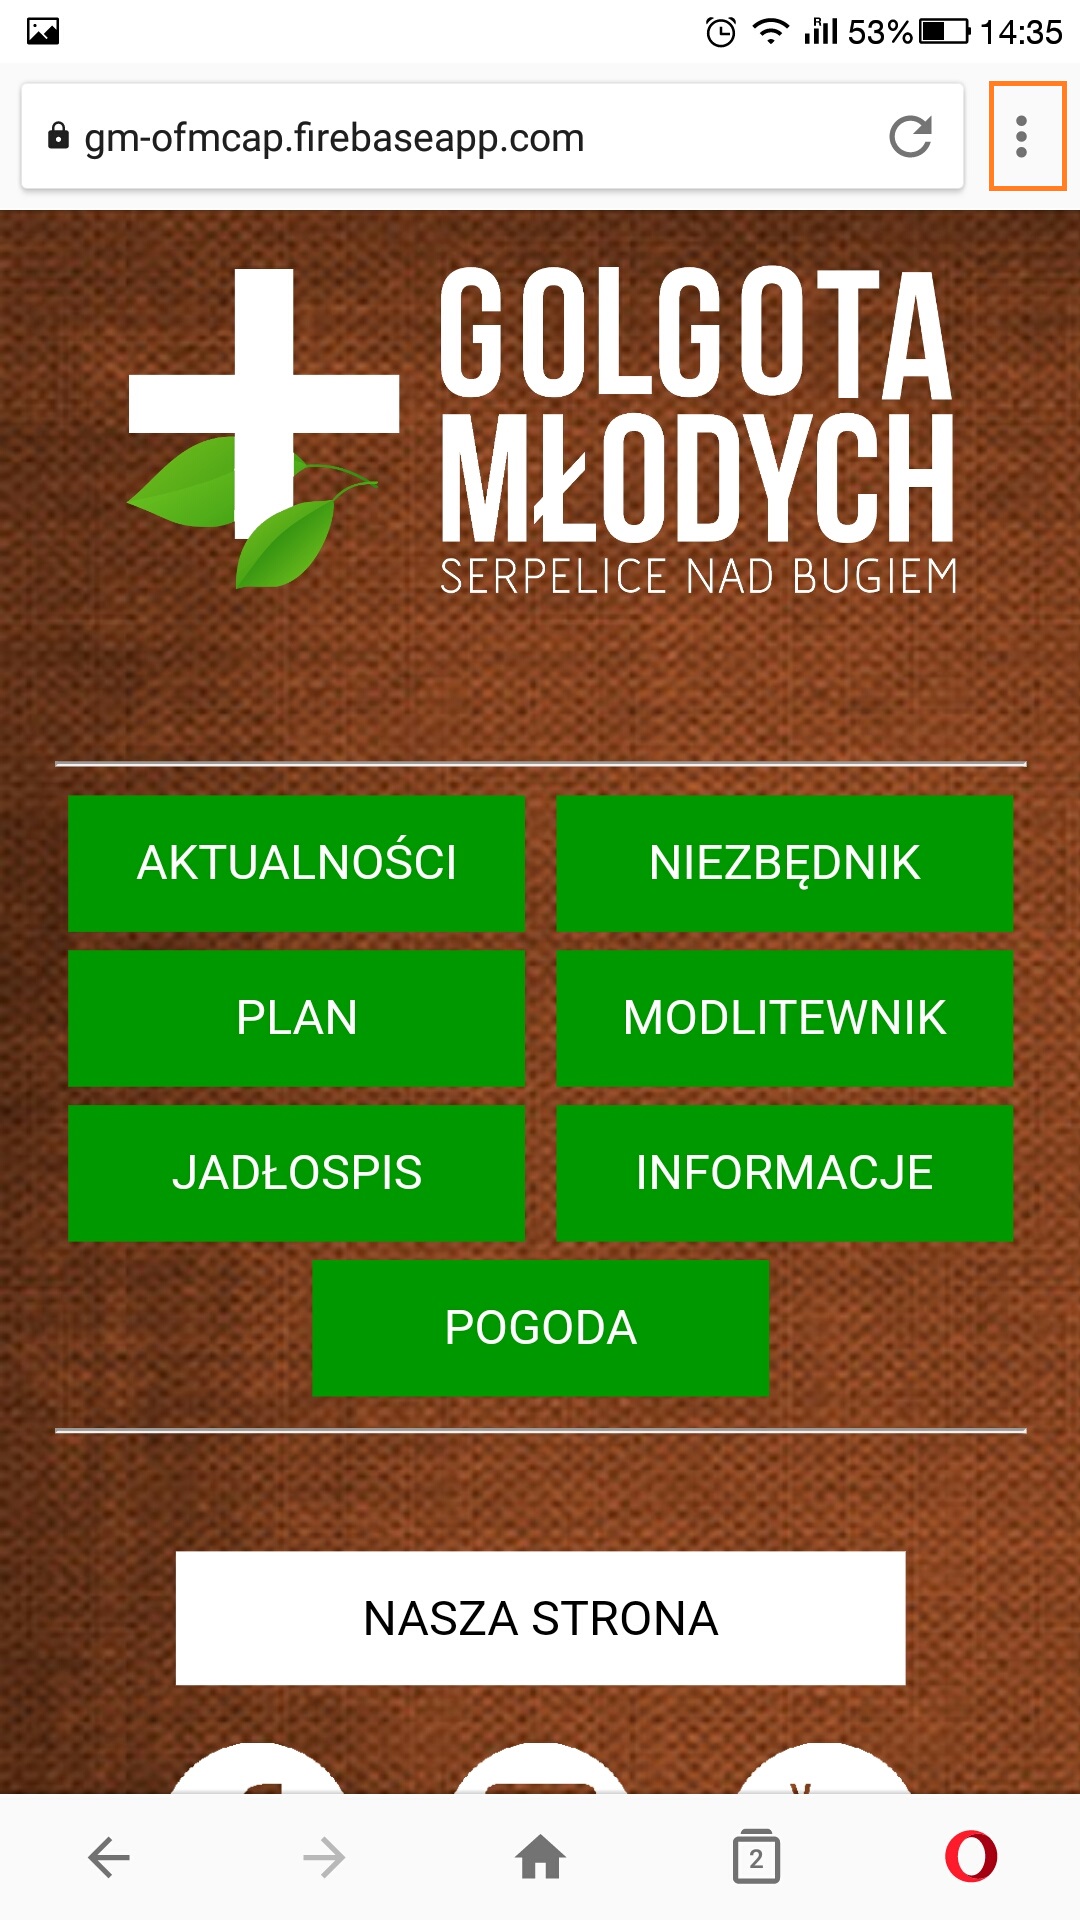 R 53% 14:35
gm-ofmcap.firebaseapp.com
GOLGOTA
MŁODYCH
SERPELICE NAD BUGIEM
AKTUALNOŚCI
NIEZBĘDNIK
PLAN
MODLITEWNIK
JADŁOSPIS
INFORMACJE
POGODA
NASZA STRONA
2